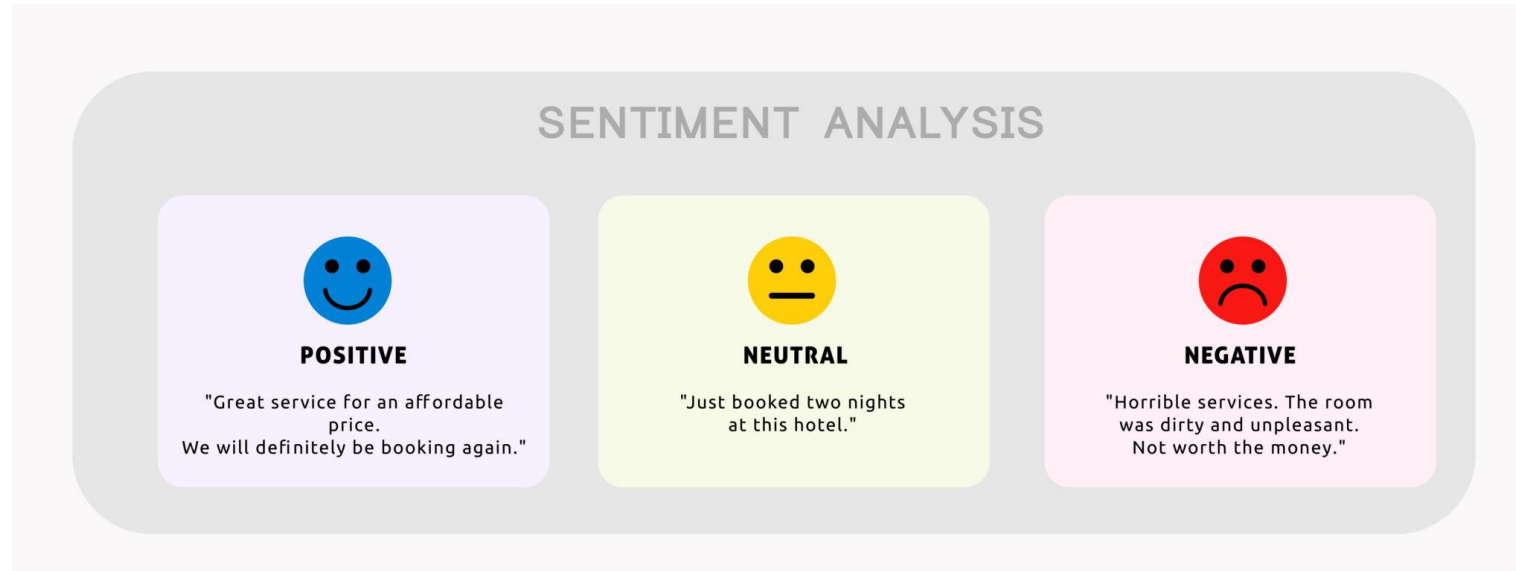 SENTIMENT ANALYSIS
POSITIVE
"Great service for an affordable
price.
We will definitely be booking again."
NEUTRAL
"Just booked two nights
at this hotel."
NEGATIVE
"Horrible services. The room
was dirty and unpleasant.
Not worth the money."